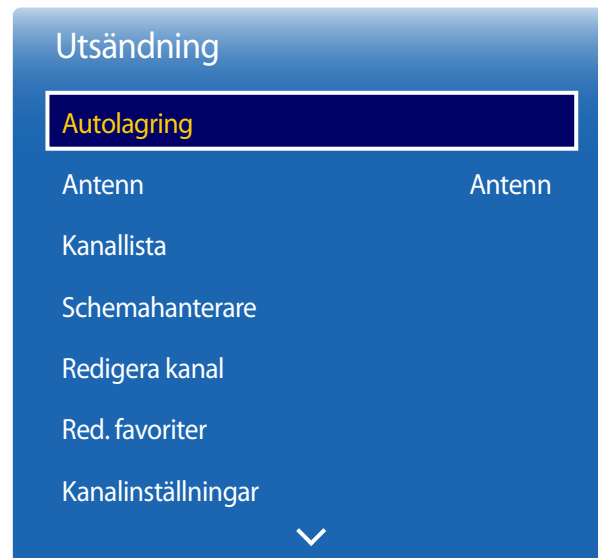 Utsändning
Autolagring
Antenn Antenn
Kanallista
Schemahanterare
Redigera kanal
Red. favoriter
Kanalinställningar